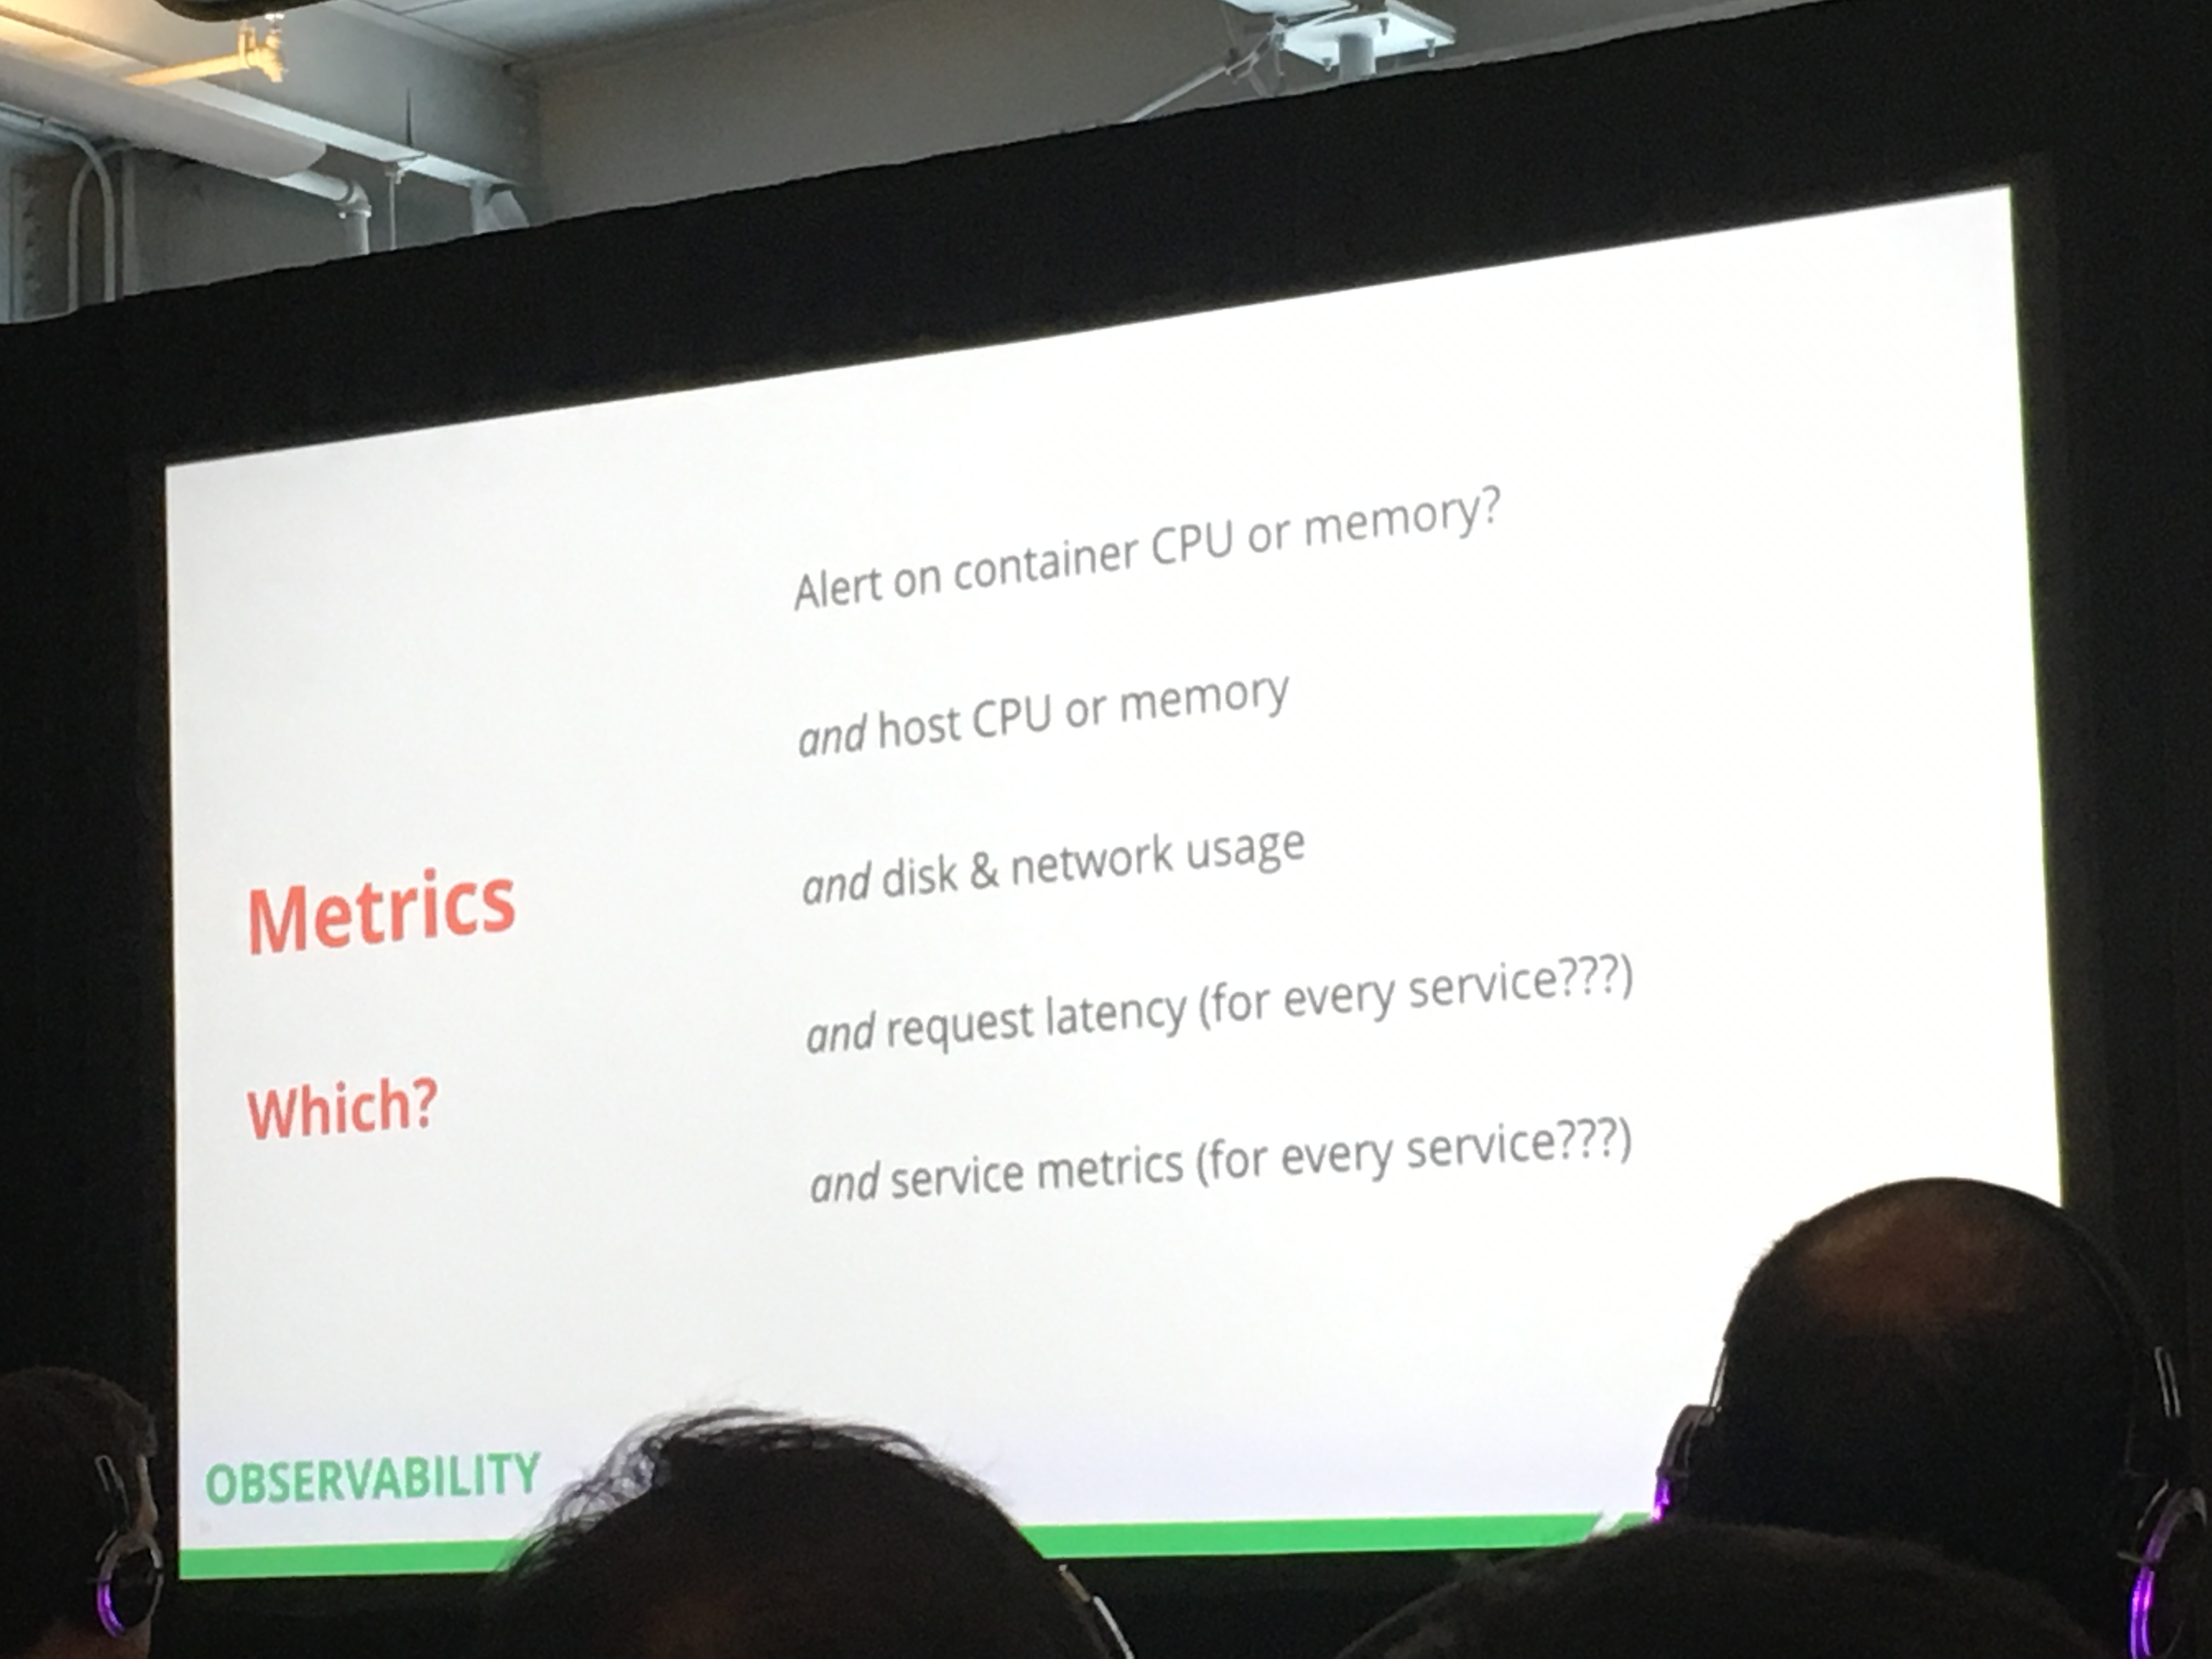 Metrics
Which?
Alert on container CPU or memory?
and host CPU or memory
and disk & network usage
and request latency (for every service???)
and service metrics (for every service???)
OBSERVABILITY